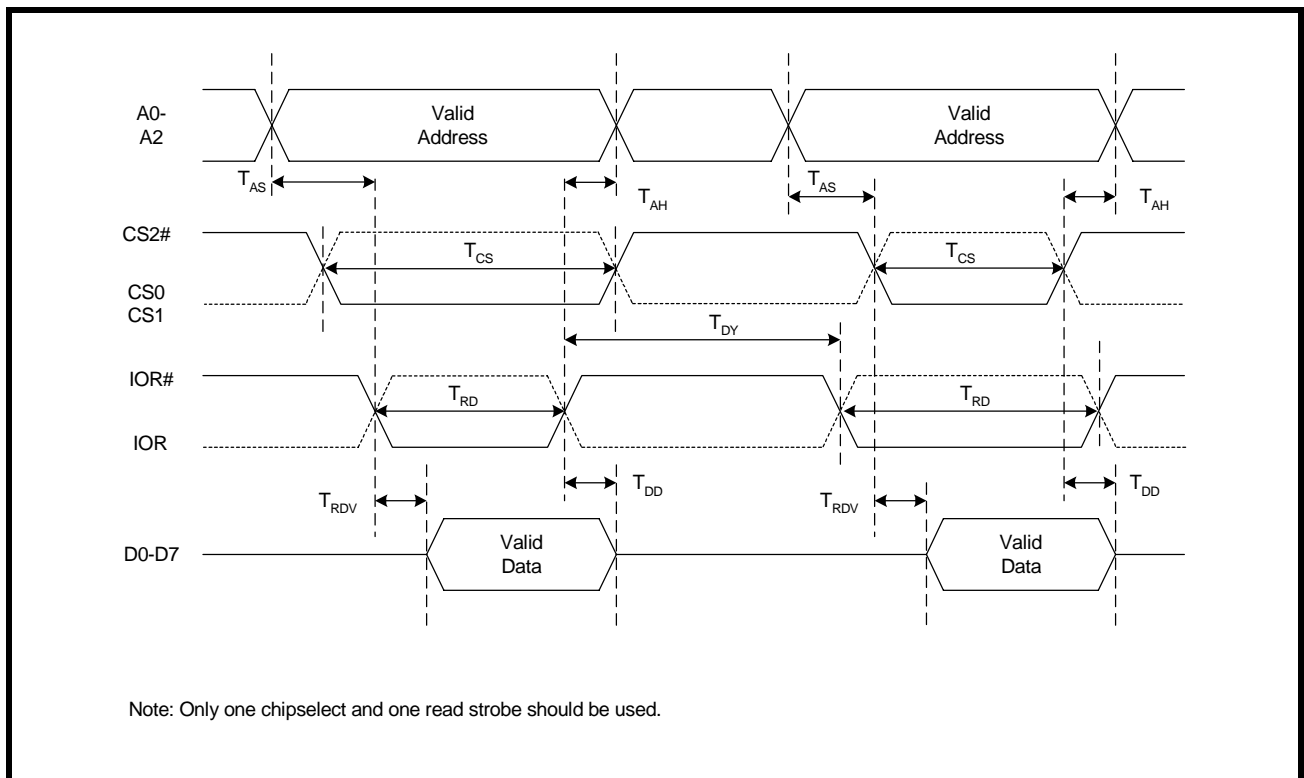 A0-
A2
Valid
Address
Valid
Address
TAS
TAH
TAS
TAH
CS2#
TCS
TCS
CS0
CS1
TDY
IOR#
TRD
TRD
IOR
TRDV
TDD
TRDV
TDD
D0-D7
Valid
Data
Valid
Data
Note: Only one chipselect and one read strobe should be used.